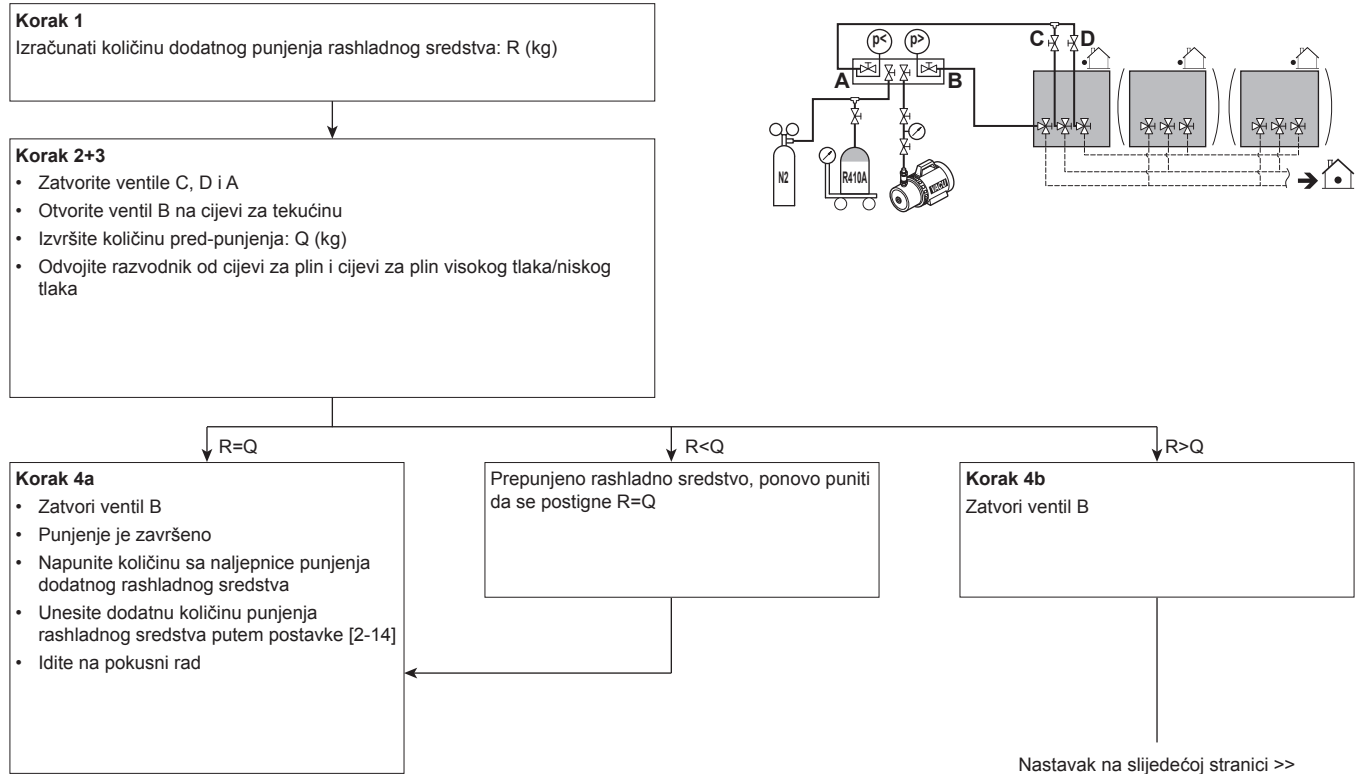 Korak 1
Izračunati količinu dodatnog punjenja rashladnog sredstva: R (kg)
p< p>
C D
A B
N2
R410A
Korak 2+3
• Zatvorite ventile C, D i A
• Otvorite ventil B na cijevi za tekućinu
• Izvršite količinu pred-punjenja: Q (kg)
• Odvojite razvodnik od cijevi za plin i cijevi za plin visokog tlaka/niskog
tlaka
R=Q
R<Q
R>Q
Korak 4a
• Zatvori ventil B
• Punjenje je završeno
• Napunite količinu sa naljepnice punjenja
dodatnog rashladnog sredstva
• Unesite dodatnu količinu punjenja
rashladnog sredstva putem postavke [2-14]
• Idite na pokusni rad
Prepunjeno rashladno sredstvo, ponovo puniti
da se postigne R=Q
Korak 4b
Zatvori ventil B
Nastavak na slijedećoj stranici >>